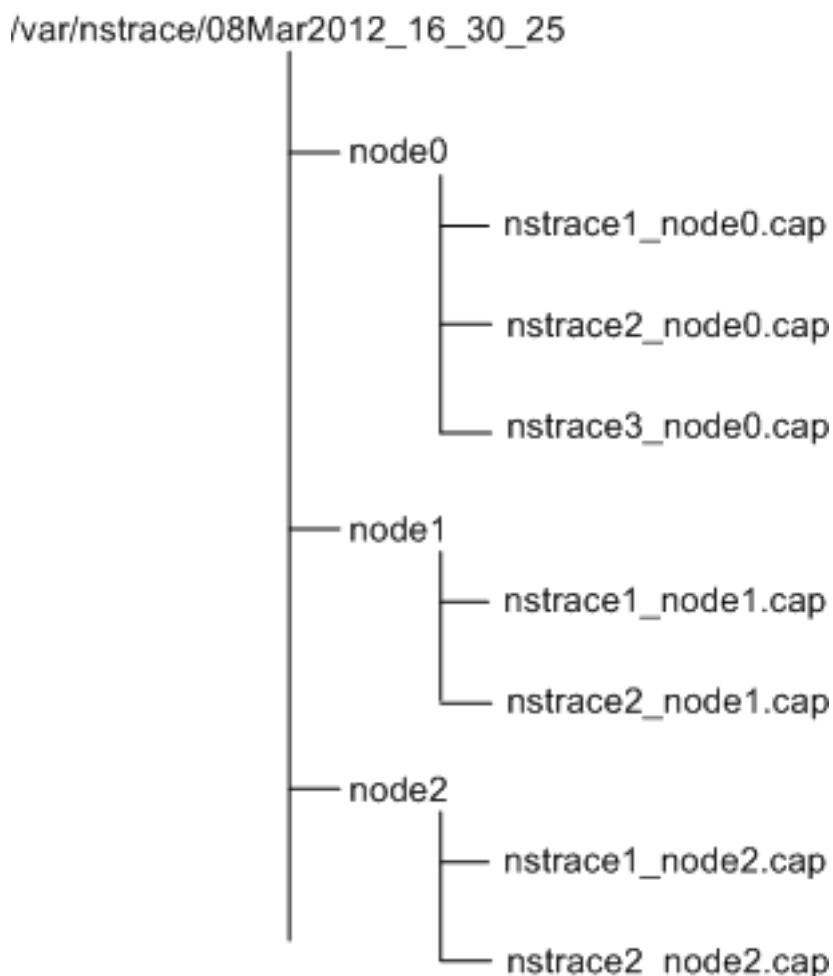 /var/nstrace/08Mar2012_16_30_25
node0
nstrace1_node0.cap
nstrace2_node0.cap
nstrace3_node0.cap
node1
nstrace1_node1.cap
nstrace2_node1.cap
node2
nstrace1_node2.cap
nstrace2_node2.cap